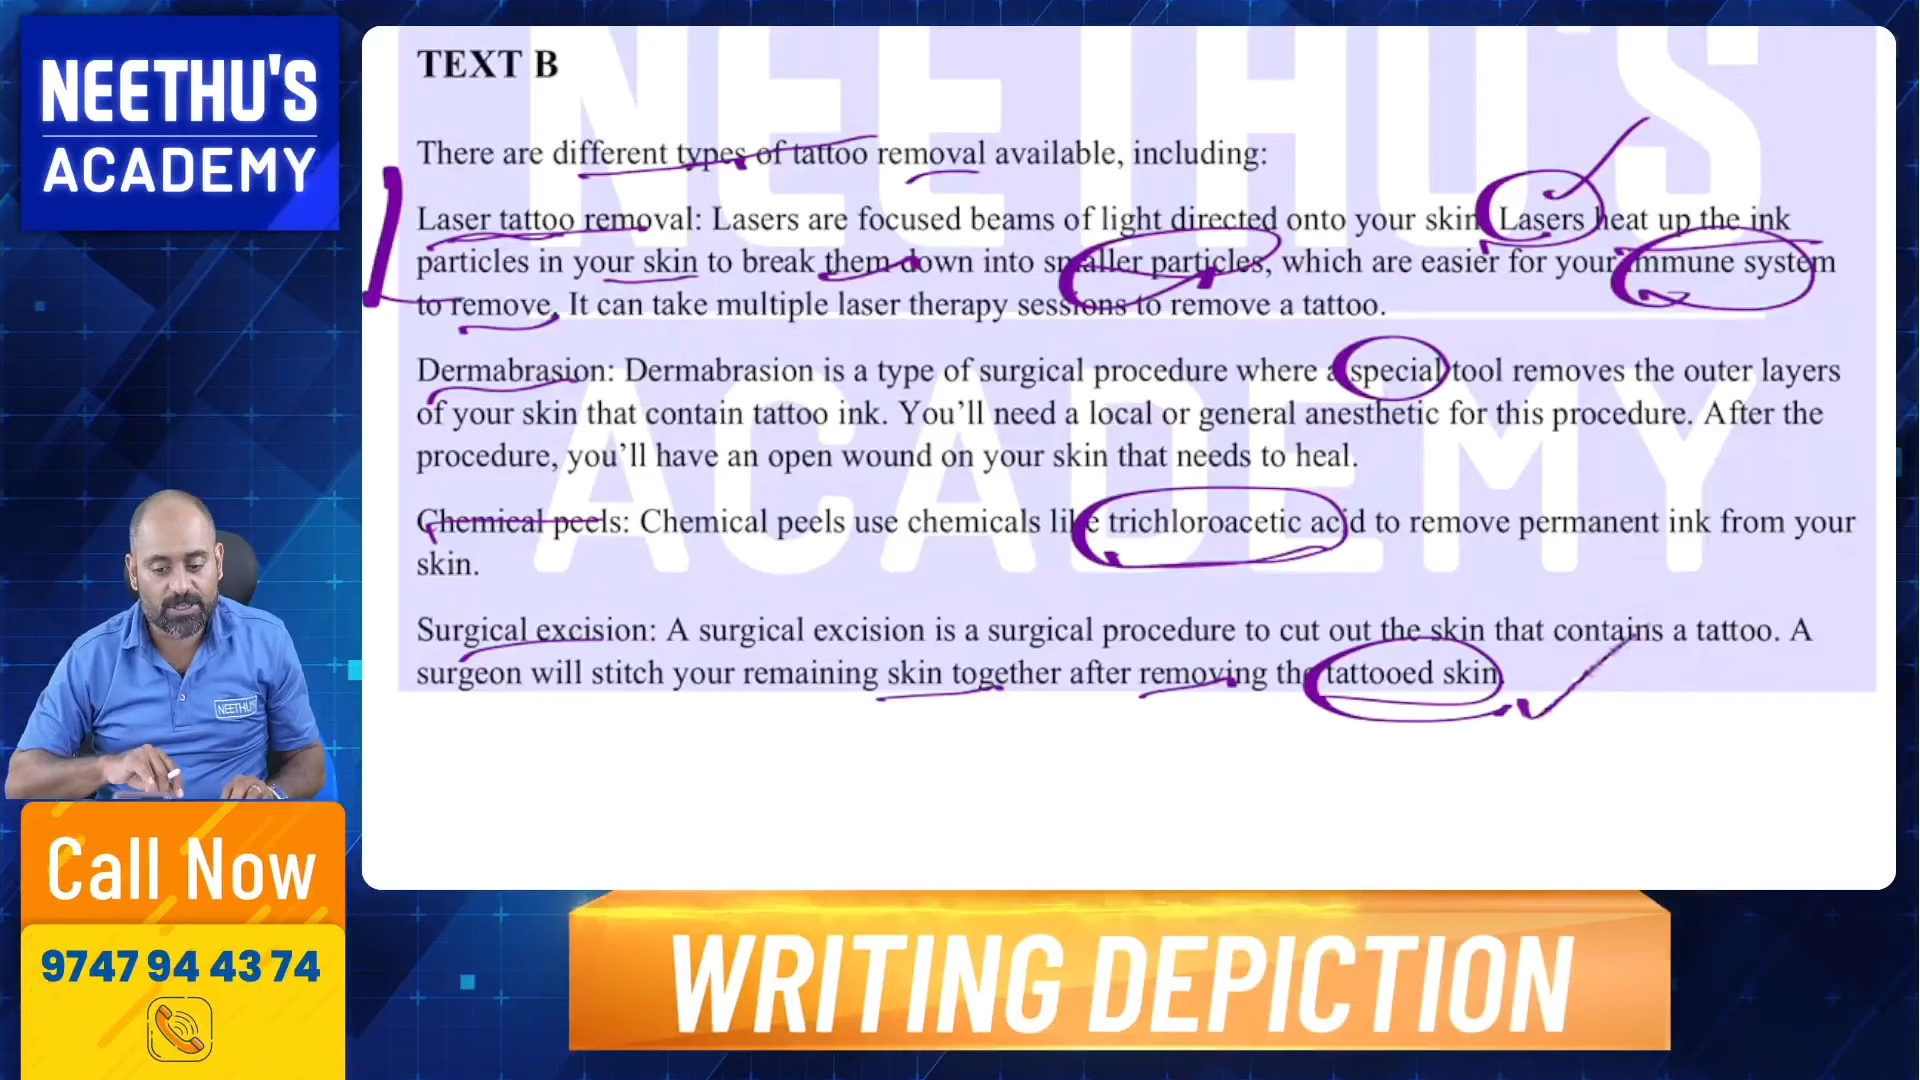 NEETHU'S
ACADEMY
TEXT B
There are different types of tattoo removal available, including:
Laser tattoo removal: Lasers are focused beams of light directed onto your skin. Lasers heat up the ink
particles in your skin to break them down into smaller particles, which are easier for your immune system
to remove. It can take multiple laser therapy sessions to remove a tattoo.
Dermabrasion: Dermabrasion is a type of surgical procedure where a special tool removes the outer layers
of your skin that contain tattoo ink. You'll need a local or general anesthetic for this procedure. After the
procedure, you'll have an open wound on your skin that needs to heal.
Chemical peels: Chemical peels use chemicals like trichloroacetic acid to remove permanent ink from your
skin.
Surgical excision: A surgical excision is a surgical procedure to cut out the skin that contains a tattoo. A
surgeon will stitch your remaining skin together after removing the tattooed skin.
NEETHU'S
ACADEMY
NEETHU'S
Call Now
9747 94 43 74
WRITING DEPICTION